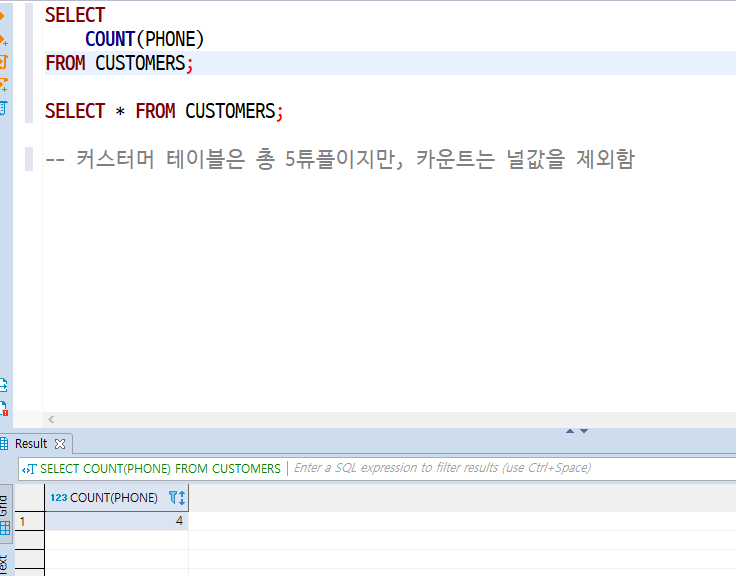 SELECT
COUNT(PHONE)
FROM CUSTOMERS;
SELECT * FROM CUSTOMERS;
-- 커스터머 테이블은 총 5튜플이지만, 카운트는 널값을 제외함
Result
SELECT COUNT(PHONE) FROM CUSTOMERS
Enter a SQL expression to filter results (use Ctrl+Space)
Grid
123 COUNT(PHONE)
1 4